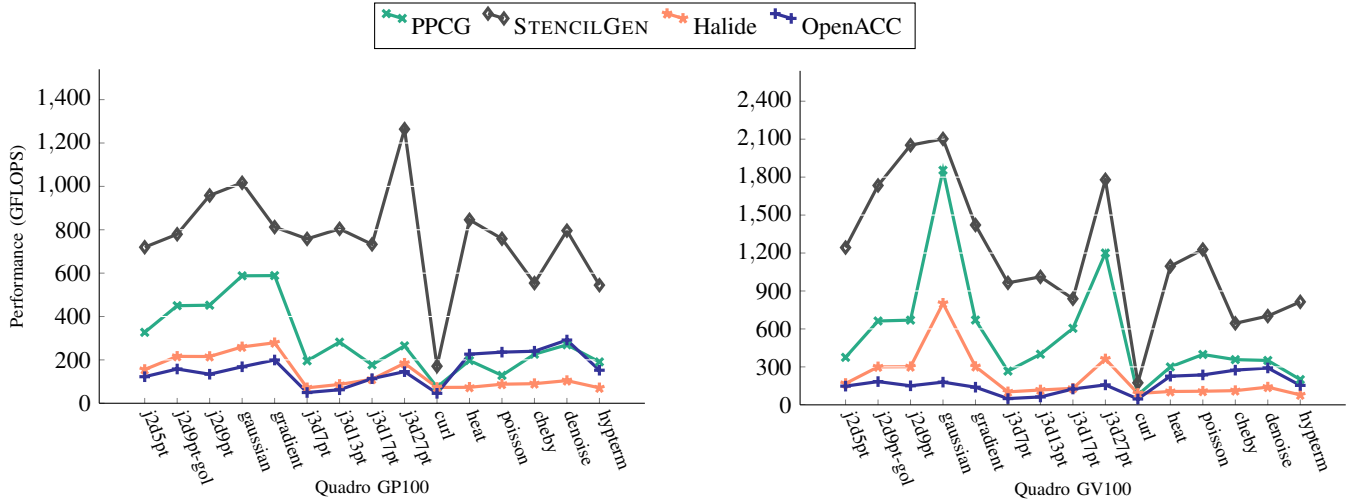 PPCG STENCILGEN Halide OpenACC
Performance (GFLOPS)
1,400
1,200
1,000
800
600
400
200
0
j2d5pt
j2d9pt-gol
j2d9pt
gaussian
gradient
j3d7pt
j3d13pt
j3d17pt
j3d27pt
curl
heat
poisson
cheby
denoise
hypterm
Quadro GP100
2,400
2,100
1,800
1,500
1,200
900
600
300
0
j2d5pt
j2d9pt-gol
j2d9pt
gaussian
gradient
j3d7pt
j3d13pt
j3d17pt
j3d27pt
curl
heat
poisson
cheby
denoise
hypterm
Quadro GV100